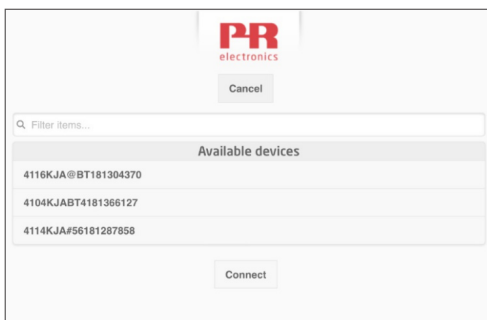 PR
electronics
Cancel
Filter items...
Available devices
4116KJA@BT181304370
4104KJABT4181366127
4114KJA#56181287858
Connect